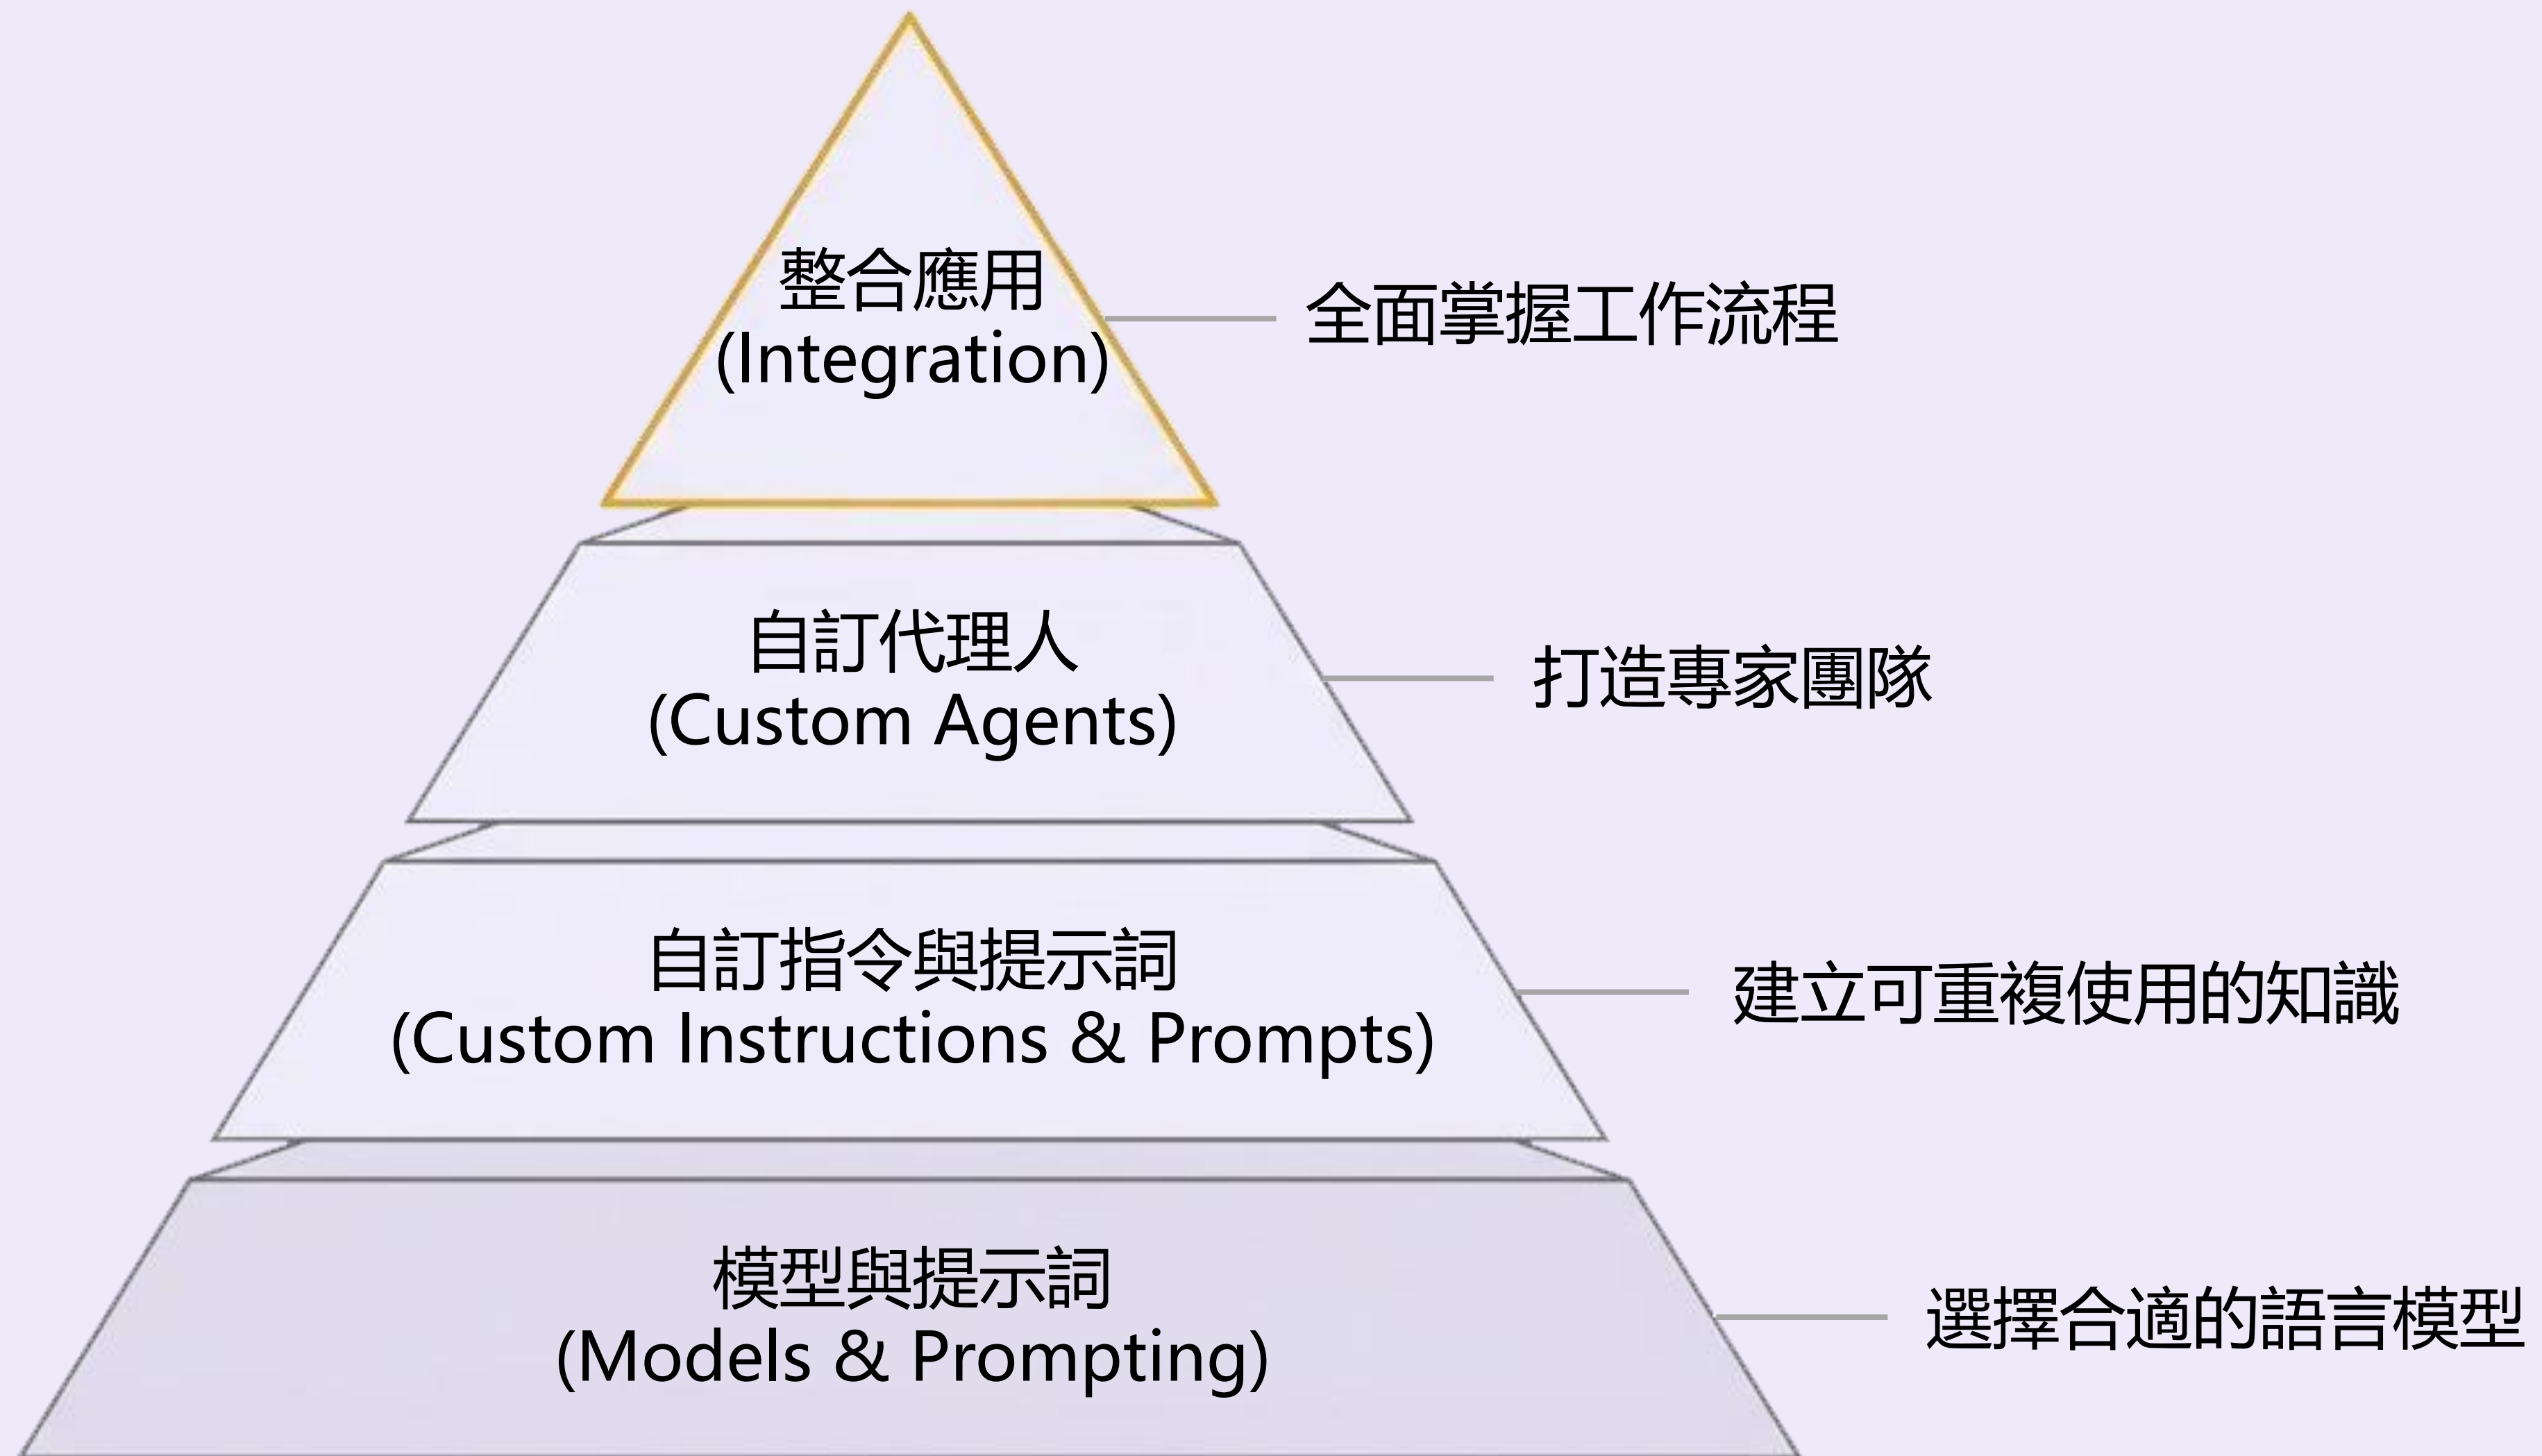 整合應用
(Integration)
全面掌握工作流程
自訂代理人
(Custom Agents)
打造專家團隊
自訂指令與提示詞
(Custom Instructions & Prompts)
建立可重複使用的知識
模型與提示詞
(Models & Prompting)
選擇合適的語言模型